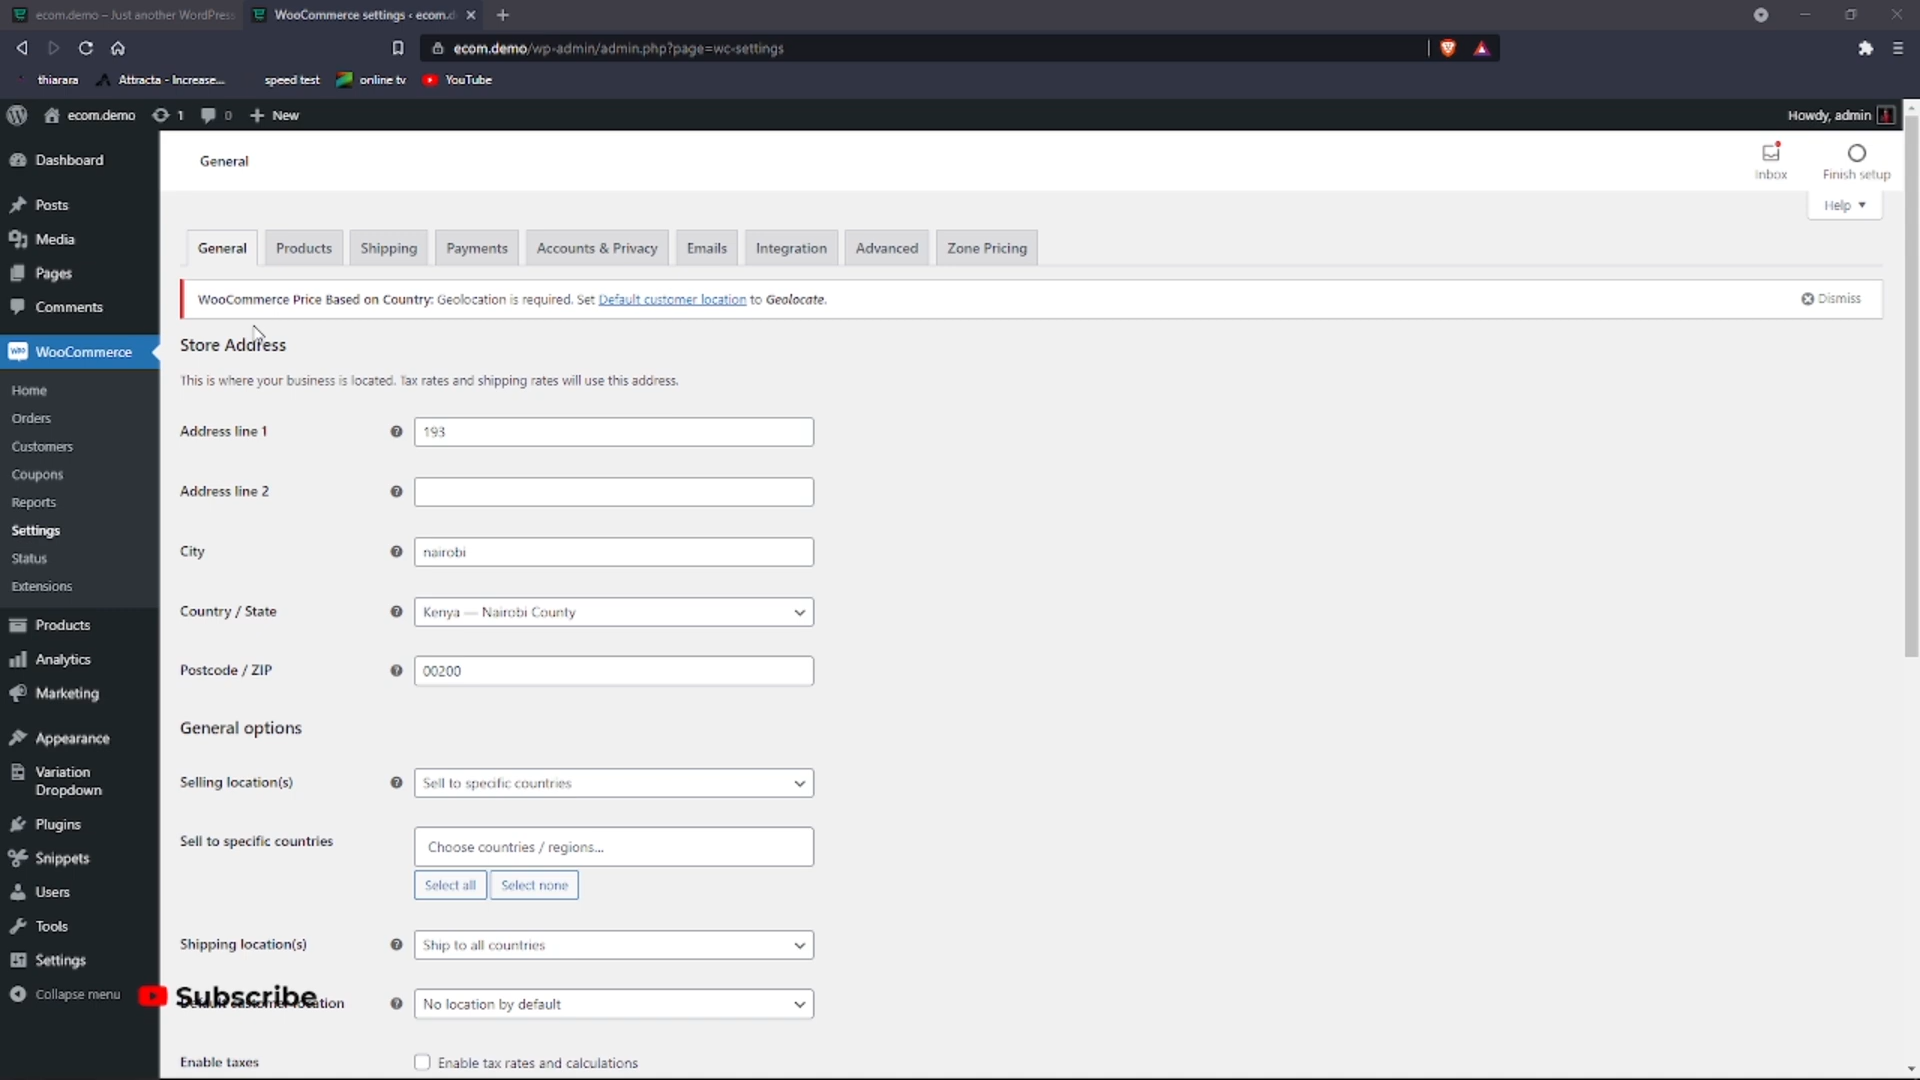 ecom.demo – Just another WordPress
WooCommerce settings ‹ ecom.d
ecom.demo/wp-admin/admin.php?page=wc-settings
thiarara
Attracta - Increase...
speed test
online tv
YouTube
ecom.demo
1
0
New
Howdy, admin
Dashboard
Posts
Media
Pages
Comments
WooCommerce
Home
Orders
Customers
Coupons
Reports
Settings
Status
Extensions
Products
Analytics
Marketing
Appearance
Variation
Dropdown
Plugins
Snippets
Users
Tools
Settings
Collapse menu
General
Inbox
Finish setup
Help
General
Products
Shipping
Payments
Accounts & Privacy
Emails
Integration
Advanced
Zone Pricing
WooCommerce Price Based on Country: Geolocation is required. Set Default customer location to Geolocate.
Dismiss
Store Address
This is where your business is located. Tax rates and shipping rates will use this address.
Address line 1
193
Address line 2
City
nairobi
Country / State
Kenya — Nairobi County
Postcode / ZIP
00200
General options
Selling location(s)
Sell to specific countries
Sell to specific countries
Choose countries / regions...
Select all
Select none
Shipping location(s)
Ship to all countries
Subscribe
Default customer location
No location by default
Enable taxes
Enable tax rates and calculations